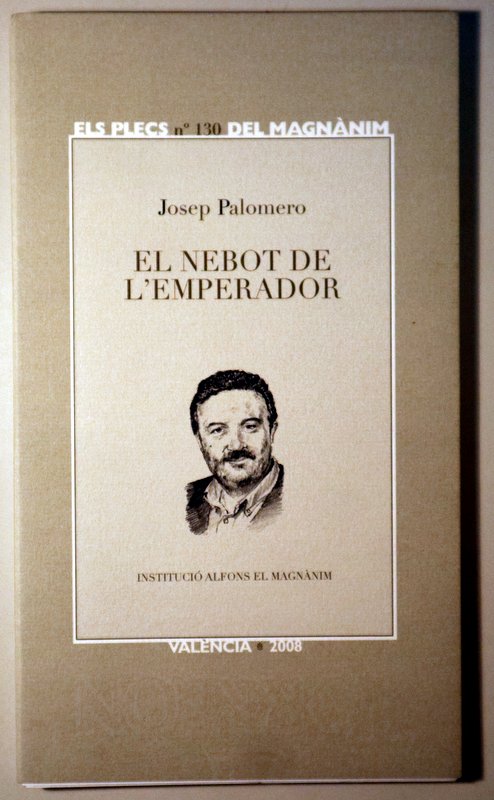 ELS PLECS nº 130 DEL MAGNÀNIM
Josep Palomero
EL NEBOT DE
L'EMPERADOR
INSTITUCIÓ ALFONS EL MAGNÀNIM
VALÈNCIA 2008